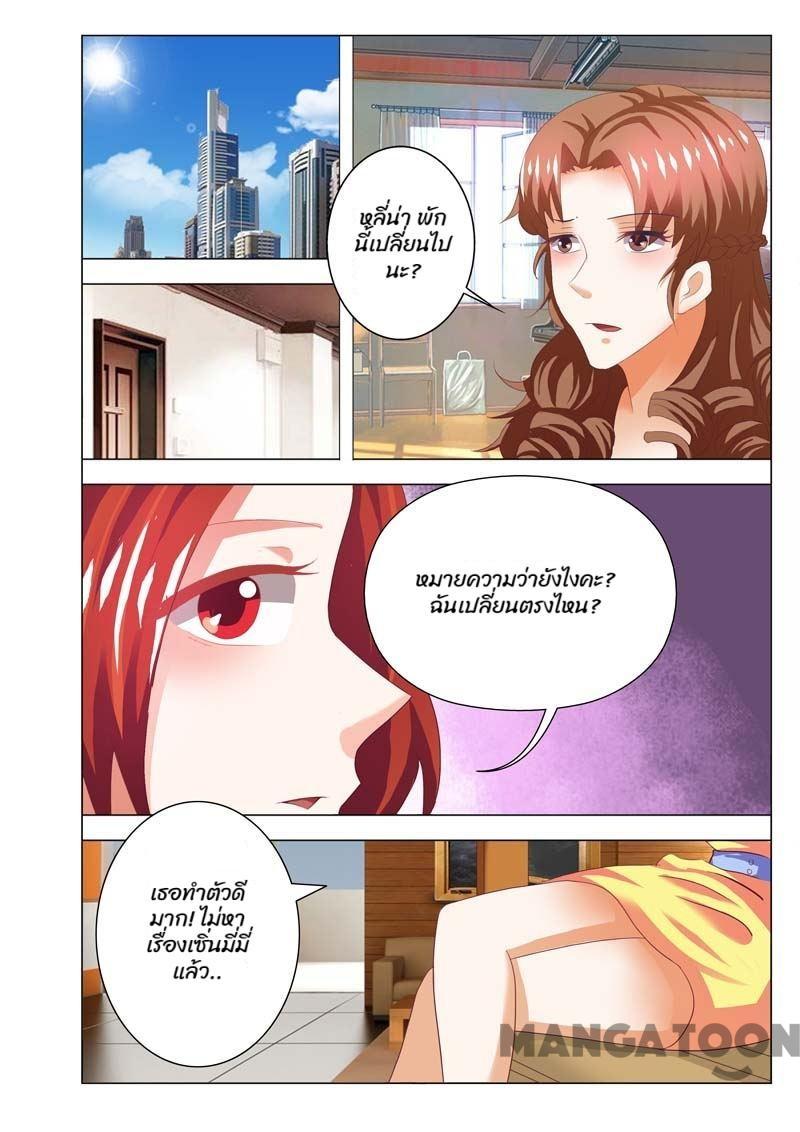 หลี่น่า พัก
นี้เปลี่ยนไป
นะ?
หมายความว่ายังไงคะ?
ฉันเปลี่ยนตรงไหน?
เธอทำตัวดี
มาก! ไม่หา
เรื่องเซิ่นมี่มี่
แล้ว..
MANGATOON